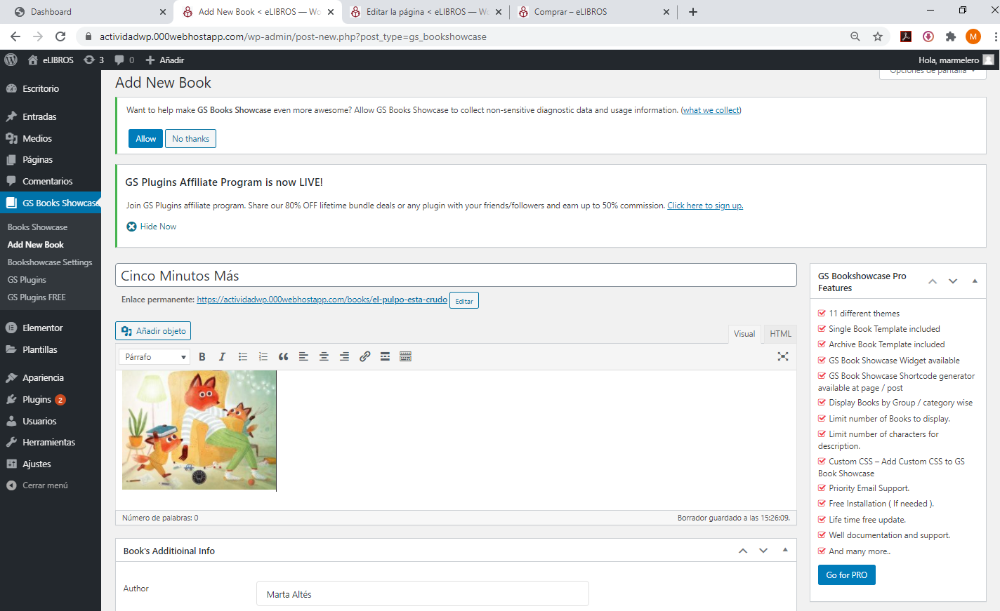 Dashboard
Add New Book < eLIBROS — Wo
Editar la página < eLIBROS — Wo
Comprar – eLIBROS
actividadwp.000webhostapp.com/wp-admin/post-new.php?post_type=gs_bookshowcase
M
eLIBROS
3
0
Añadir
Hola, marmelero
Opciones de pantalla
Escritorio
Entradas
Medios
Páginas
Comentarios
GS Books Showcase
Books Showcase
Add New Book
Bookshowcase Settings
GS Plugins
GS Plugins FREE
Elementor
Plantillas
Apariencia
Plugins 2
Usuarios
Herramientas
Ajustes
Cerrar menú
Add New Book
Want to help make GS Books Showcase even more awesome? Allow GS Books Showcase to collect non-sensitive diagnostic data and usage information. (what we collect)
Allow
No thanks
GS Plugins Affiliate Program is now LIVE!
Join GS Plugins affiliate program. Share our 80% OFF lifetime bundle deals or any plugin with your friends/followers and earn up to 50% commission. Click here to sign up.
Hide Now
Cinco Minutos Más
Enlace permanente: https://actividadwp.000webhostapp.com/books/el-pulpo-esta-crudo Editar
Añadir objeto
Visual
HTML
Párrafo
B I
Número de palabras: 0
Borrador guardado a las 15:26:09.
Book's Additioinal Info
Author
Marta Altés
GS Bookshowcase Pro
Features
11 different themes
Single Book Template included
Archive Book Template included
GS Book Showcase Widget available
GS Book Showcase Shortcode generator
available at page / post
Display Books by Group / category wise
Limit number of Books to display.
Limit number of characters for
description.
Custom CSS – Add Custom CSS to GS
Book Showcase
Priority Email Support.
Free Installation ( If needed ).
Life time free update.
Well documentation and support.
And many more..
Go for PRO